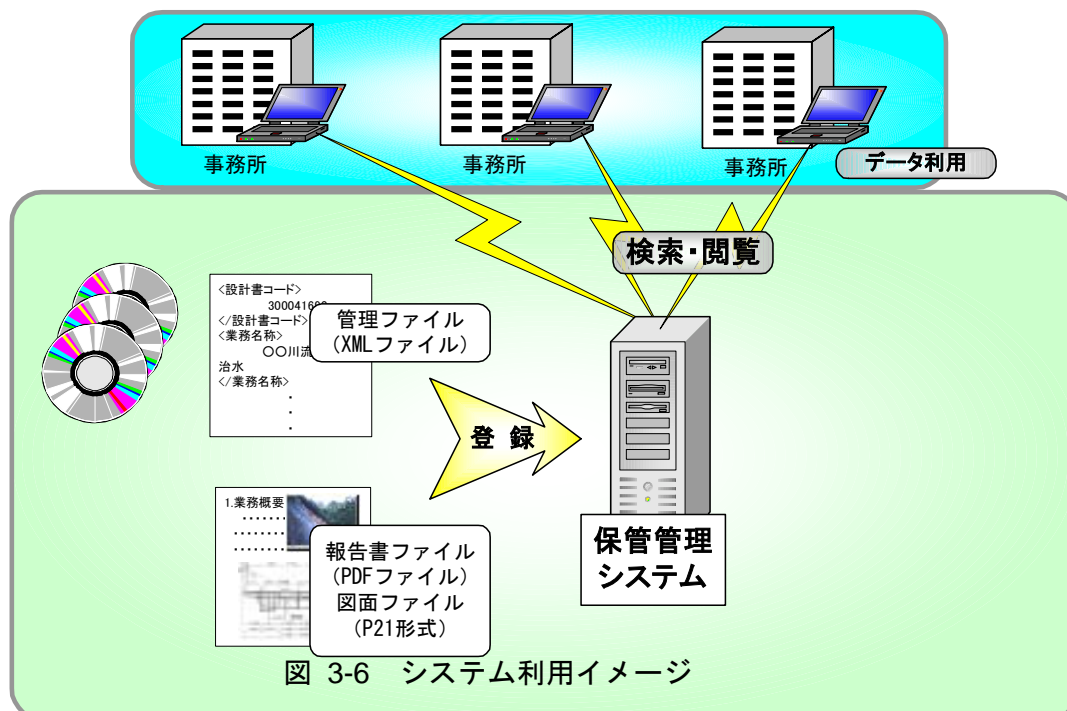 事務所
事務所
事務所
データ利用
検索・閲覧
<設計書コード>
</設計書コード>
<業務名称>
〇〇川流
治水
</業務名称>
管理ファイル
(XMLファイル)
登 録
1.業務概要
報告書ファイル
(PDFファイル)
図面ファイル
(P21形式)
保管管理
システム
図 3-6 システム利用イメージ